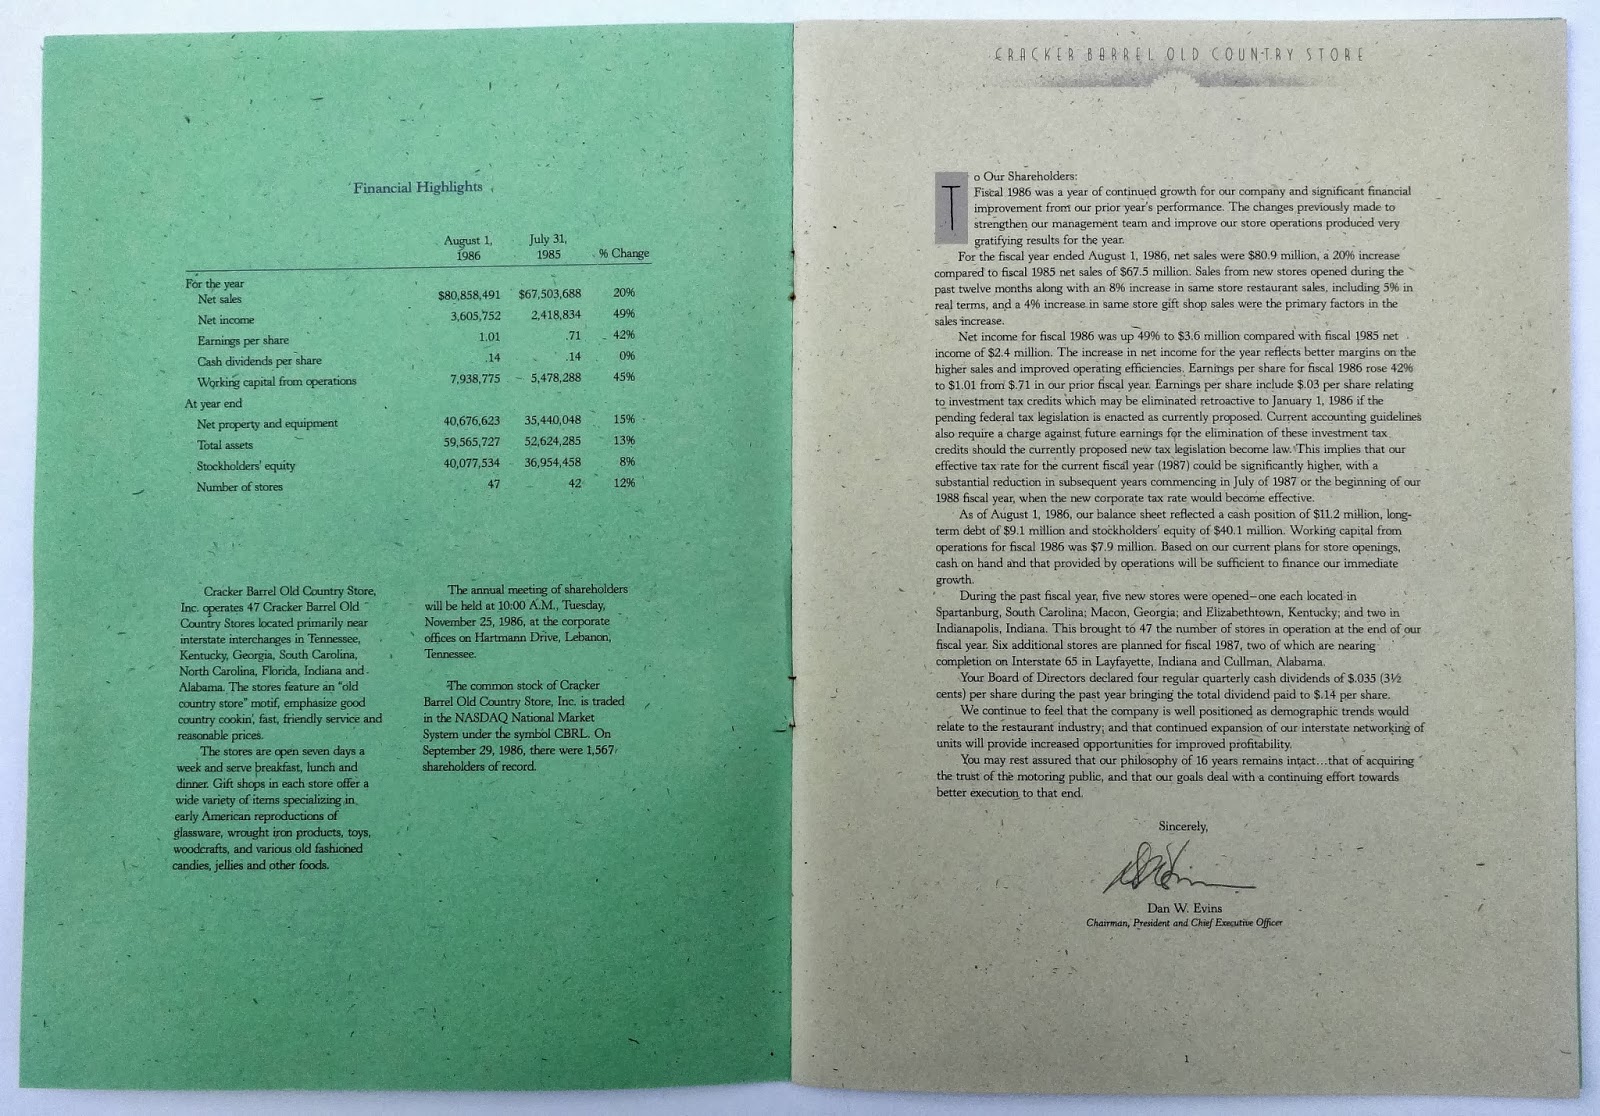 Financial Highlights
August 1, 1986 July 31, 1985 % Change
For the year
Net sales $80,858,491 $67,503,688 20%
Net income 3,605,752 2,418,834 49%
Earnings per share 1.01 .71 42%
Cash dividends per share .14 .14 0%
Working capital from operations 7,938,775 5,478,288 45%
At year end
Net property and equipment 40,676,623 35,440,048 15%
Total assets 59,565,727 52,624,285 13%
Stockholders' equity 40,077,534 36,954,458 8%
Number of stores 47 42 12%
Cracker Barrel Old Country Store,
Inc. operates 47 Cracker Barrel Old
Country Stores located primarily near
interstate interchanges in Tennessee,
Kentucky, Georgia, South Carolina,
North Carolina, Florida, Indiana and
Alabama. The stores feature an "old
country store" motif, emphasize good
country cookin', fast, friendly service and
reasonable prices.
The stores are open seven days a
week and serve breakfast, lunch and
dinner. Gift shops in each store offer a
wide variety of items specializing in
early American reproductions of
glassware, wrought iron products, toys,
woodcrafts, and various old fashioned
candies, jellies and other foods.
The annual meeting of shareholders
will be held at 10:00 A.M., Tuesday,
November 25, 1986, at the corporate
offices on Hartmann Drive, Lebanon,
Tennessee.
The common stock of Cracker
Barrel Old Country Store, Inc. is traded
in the NASDAQ National Market
System under the symbol CBRL. On
September 29, 1986, there were 1,567
shareholders of record.
CRACKER BARREL OLD COUNTRY STORE
To Our Shareholders:
Fiscal 1986 was a year of continued growth for our company and significant financial
improvement from our prior year's performance. The changes previously made to
strengthen our management team and improve our store operations produced very
gratifying results for the year.
For the fiscal year ended August 1, 1986, net sales were $80.9 million, a 20% increase
compared to fiscal 1985 net sales of $67.5 million. Sales from new stores opened during the
past twelve months along with an 8% increase in same store restaurant sales, including 5% in
real terms, and a 4% increase in same store gift shop sales were the primary factors in the
sales increase.
Net income for fiscal 1986 was up 49% to $3.6 million compared with fiscal 1985 net
income of $2.4 million. The increase in net income for the year reflects better margins on the
higher sales and improved operating efficiencies. Earnings per share for fiscal 1986 rose 42%
to $1.01 from $.71 in our prior fiscal year. Earnings per share include $.03 per share relating
to investment tax credits which may be eliminated retroactive to January 1, 1986 if the
pending federal tax legislation is enacted as currently proposed. Current accounting guidelines
also require a charge against future earnings for the elimination of these investment tax
credits should the currently proposed new tax legislation become law. This implies that our
effective tax rate for the current fiscal year (1987) could be significantly higher, with a
substantial reduction in subsequent years commencing in July of 1987 or the beginning of our
1988 fiscal year, when the new corporate tax rate would become effective.
As of August 1, 1986, our balance sheet reflected a cash position of $11.2 million, long-
term debt of $9.1 million and stockholders' equity of $40.1 million. Working capital from
operations for fiscal 1986 was $7.9 million. Based on our current plans for store openings,
cash on hand and that provided by operations will be sufficient to finance our immediate
growth.
During the past fiscal year, five new stores were opened—one each located in
Spartanburg, South Carolina; Macon, Georgia; and Elizabethtown, Kentucky; and two in
Indianapolis, Indiana. This brought to 47 the number of stores in operation at the end of our
fiscal year. Six additional stores are planned for fiscal 1987, two of which are nearing
completion on Interstate 65 in Layfayette, Indiana and Cullman, Alabama.
Your Board of Directors declared four regular quarterly cash dividends of $.035 (3½
cents) per share during the past year bringing the total dividend paid to $.14 per share.
We continue to feel that the company is well positioned as demographic trends would
relate to the restaurant industry; and that continued expansion of our interstate networking of
units will provide increased opportunities for improved profitability.
You may rest assured that our philosophy of 16 years remains intact...that of acquiring
the trust of the motoring public, and that our goals deal with a continuing effort towards
better execution to that end.
Sincerely,
Dan W. Evins
Chairman, President and Chief Executive Officer
1